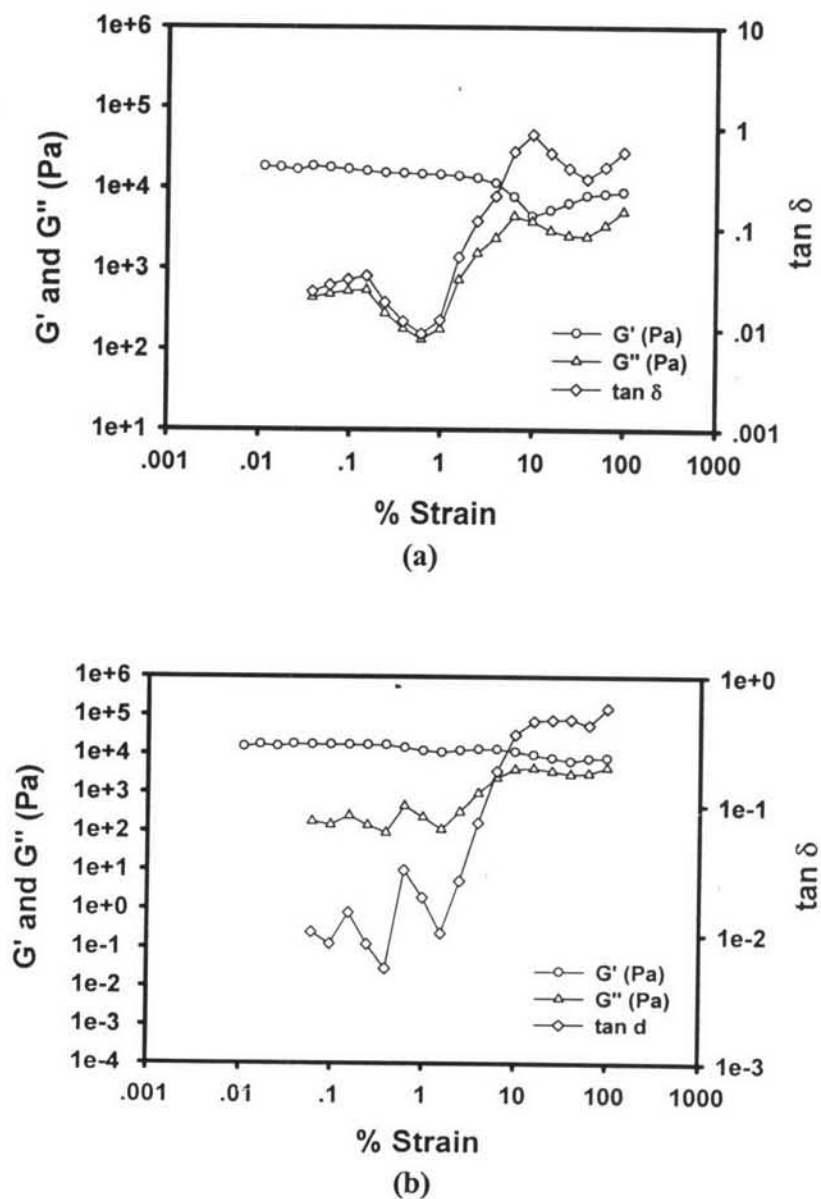 1e+6
1e+5
1e+4
1e+3
1e+2
1e+1
G' and G" (Pa)
10
1
.1
.01
.001
tan δ
G' (Pa)
G" (Pa)
tan δ
.001 .01 .1 1 10 100 1000
% Strain
(a)
1e+6
1e+5
1e+4
1e+3
1e+2
1e+1
1e+0
1e-1
1e-2
1e-3
1e-4
G' and G" (Pa)
1e+0
1e-1
1e-2
1e-3
tan δ
G' (Pa)
G" (Pa)
tan d
.001 .01 .1 1 10 100 1000
% Strain
(b)